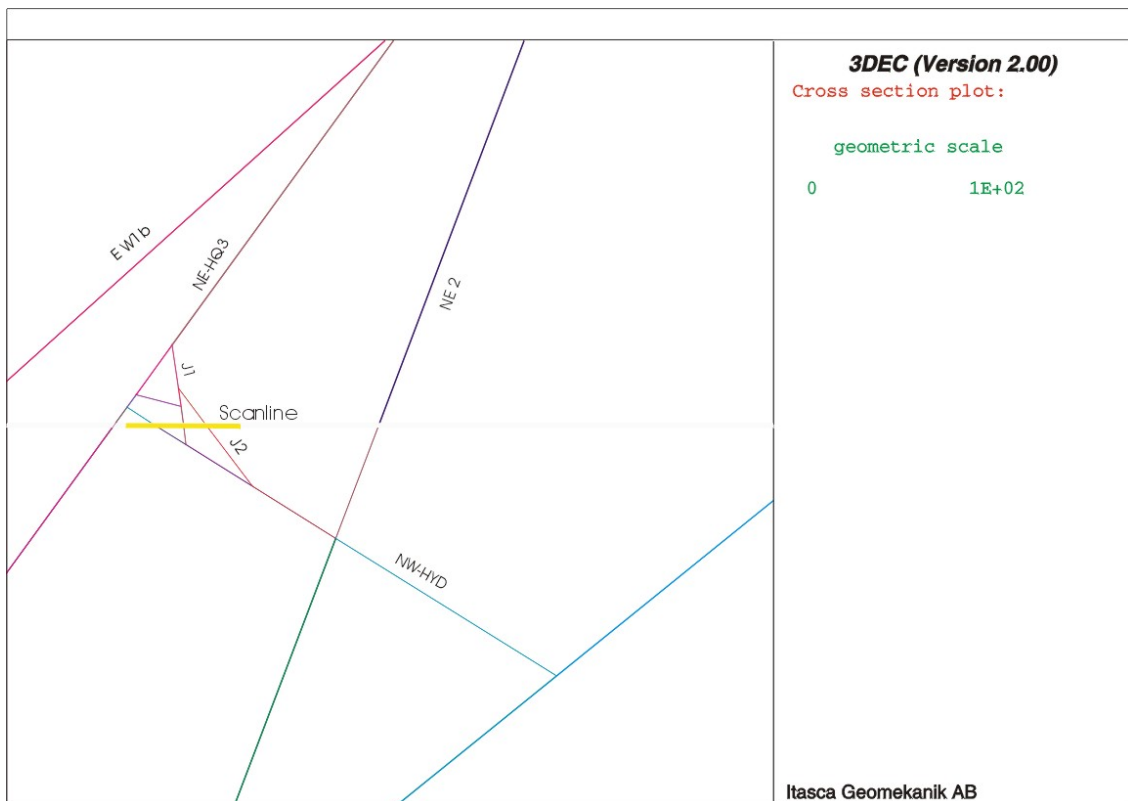 3DEC (Version 2.00)
Cross section plot:
geometric scale
0 1E+02
EW1b
NE-HQ3
NE 2
J1
Scanline
J2
NW-HYD
Itasca Geomekanik AB